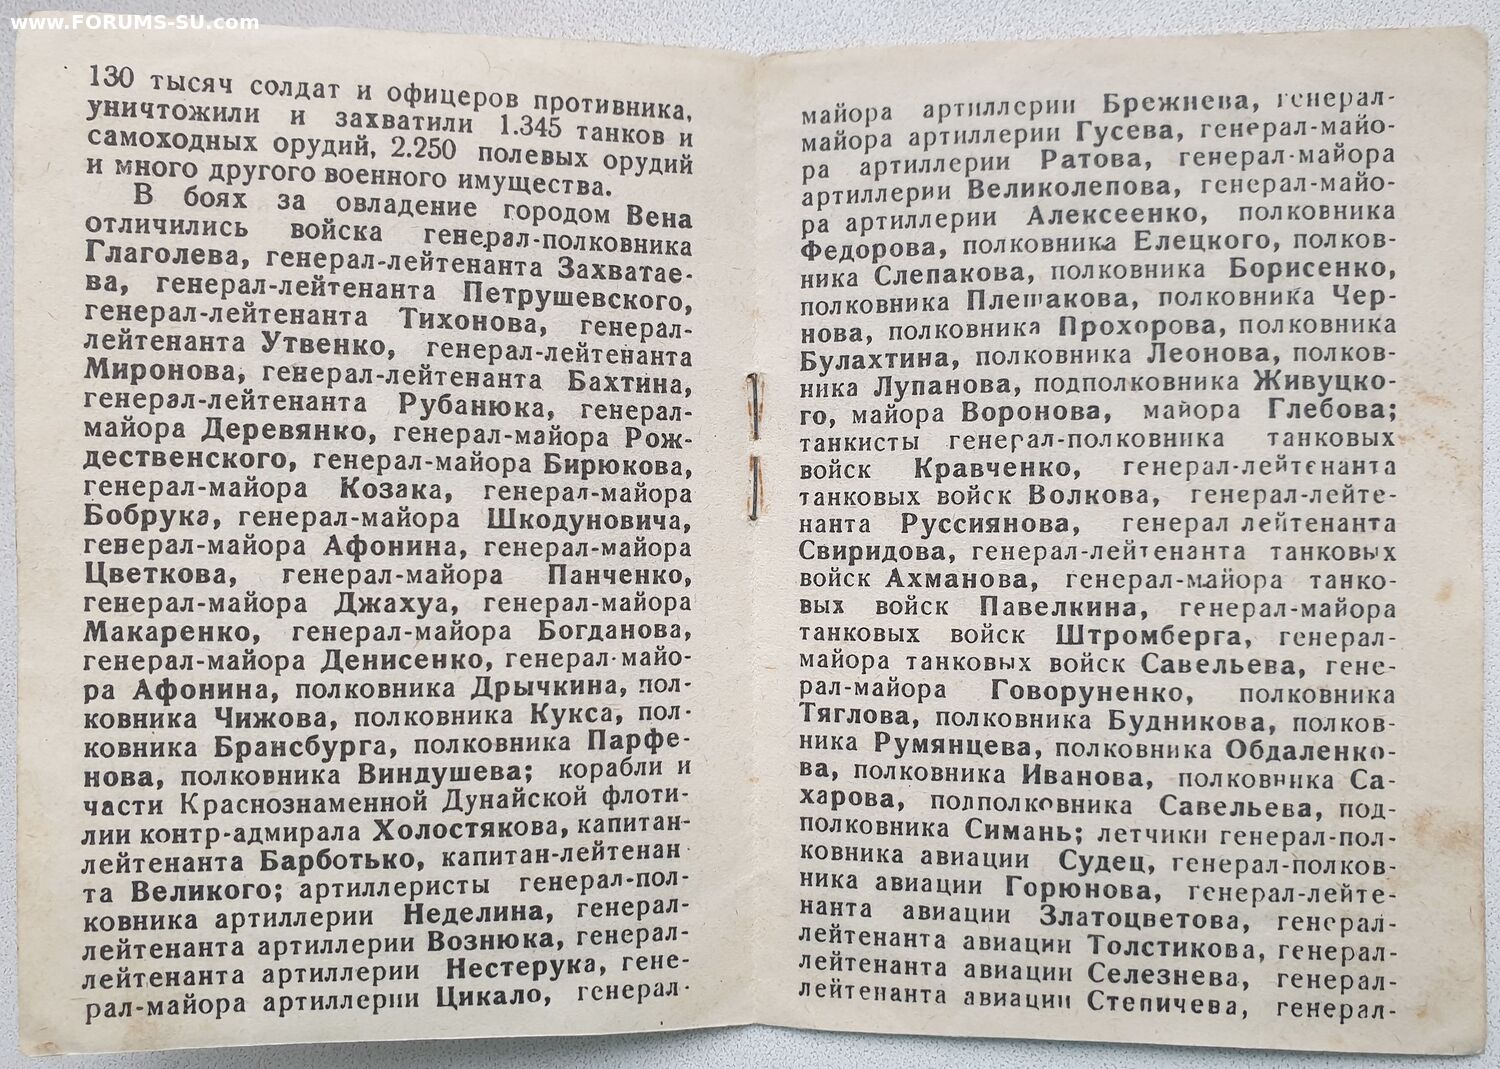 www.FORUMS-SU.com
130 тысяч солдат и офицеров противника,
уничтожили и захватили 1.345 танков и
самоходных орудий, 2.250 полевых орудий
и много другого военного имущества.
В боях за овладение городом Вена
отличились войска генерал-полковника
Глаголева, генерал-лейтенанта Захватае-
ва, генерал-лейтенанта Петрушевского,
генерал-лейтенанта Тихонова, генерал-
лейтенанта Утвенко, генерал-лейтенанта
Миронова, генерал-лейтенанта Бахтина,
генерал-лейтенанта Рубанюка, генерал-
майора Деревянко, генерал-майора Рож-
дественского, генерал-майора Бирюкова,
генерал-майора Козака, генерал-майора
Бобрука, генерал-майора Шкодуновича,
генерал-майора Афонина, генерал-майора
Цветкова, генерал-майора Панченко,
генерал-майора Джахуа, генерал-майора
Макаренко, генерал-майора Богданова,
генерал-майора Денисенко, генерал-майо-
ра Афонина, полковника Дрычкина, пол-
ковника Чижова, полковника Кукса, пол-
ковника Брансбурга, полковника Парфе-
нова, полковника Виндушева; корабли и
части Краснознаменной Дунайской флоти-
лии контр-адмирала Холостякова, капитан-
лейтенанта Барботько, капитан-лейтенан
та Великого; артиллеристы генерал-пол-
ковника артиллерии Неделина, генерал-
лейтенанта артиллерии Вознюка, генерал-
лейтенанта артиллерии Нестерука, гене-
рал-майора артиллерии Цикало, генерал-
майора артиллерии Брежнева, генерал-
майора артиллерии Гусева, генерал-майо-
ра артиллерии Ратова, генерал-майора
артиллерии Великолепова, генерал-майо-
ра артиллерии Алексеенко, полковника
Федорова, полковника Елецкого, полков-
ника Слепакова, полковника Борисенко,
полковника Плешакова, полковника Чер-
нова, полковника Прохорова, полковника
Булахтина, полковника Леонова, полков-
ника Лупанова, подполковника Живуцко-
го, майора Воронова, майора Глебова;
танкисты генерал-полковника танковых
войск Кравченко, генерал-лейтенанта
танковых войск Волкова, генерал-лейте-
нанта Руссиянова, генерал лейтенанта
Свиридова, генерал-лейтенанта танковых
войск Ахманова, генерал-майора танко-
вых войск Павелкина, генерал-майора
танковых войск Штромберга, генерал-
майора танковых войск Савельева, гене-
рал-майора Говоруненко, полковника
Тяглова, полковника Будникова, полков-
ника Румянцева, полковника Обдаленко-
ва, полковника Иванова, полковника Са-
харова, подполковника Савельева, под-
полковника Симань; летчики генерал-пол-
ковника авиации Судец, генерал-полков-
ника авиации Горюнова, генерал-лейте-
нанта авиации Златоцветова, генерал-
лейтенанта авиации Толстикова, генерал-
лейтенанта авиации Селезнева, генерал-
лейтенанта авиации Степичева, генерал-